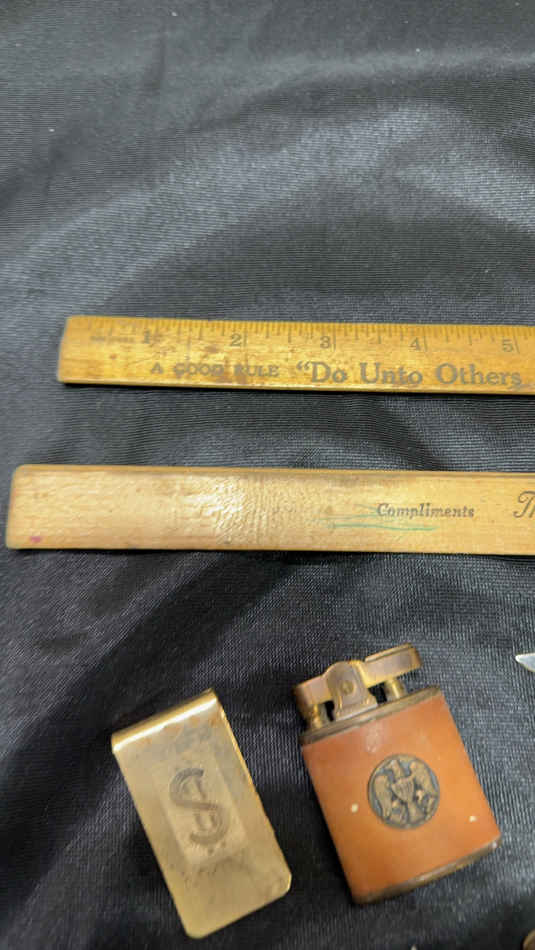 1 2 3 4 5
A GOOD RULE "Do Unto Others
Compliments
S